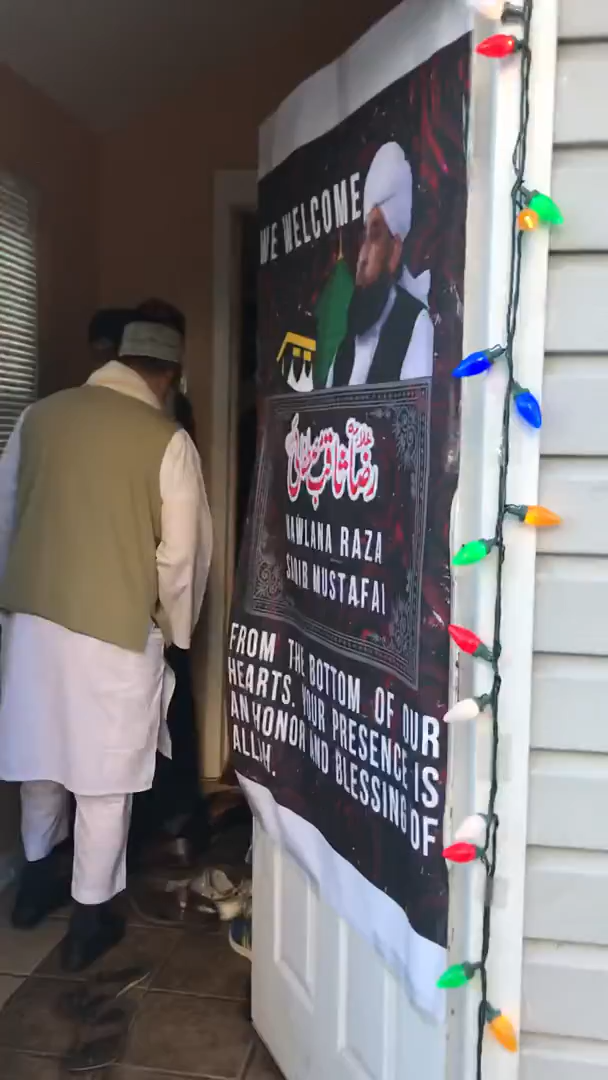 WE WELCOME
علامہ
رضا ثاقب مصطفائی
MAWLANA RAZA
SAQIB MUSTAFAI
FROM THE BOTTOM OF OUR
HEARTS. YOUR PRESENCE IS
AN HONOR AND BLESSING OF
ALLAH.